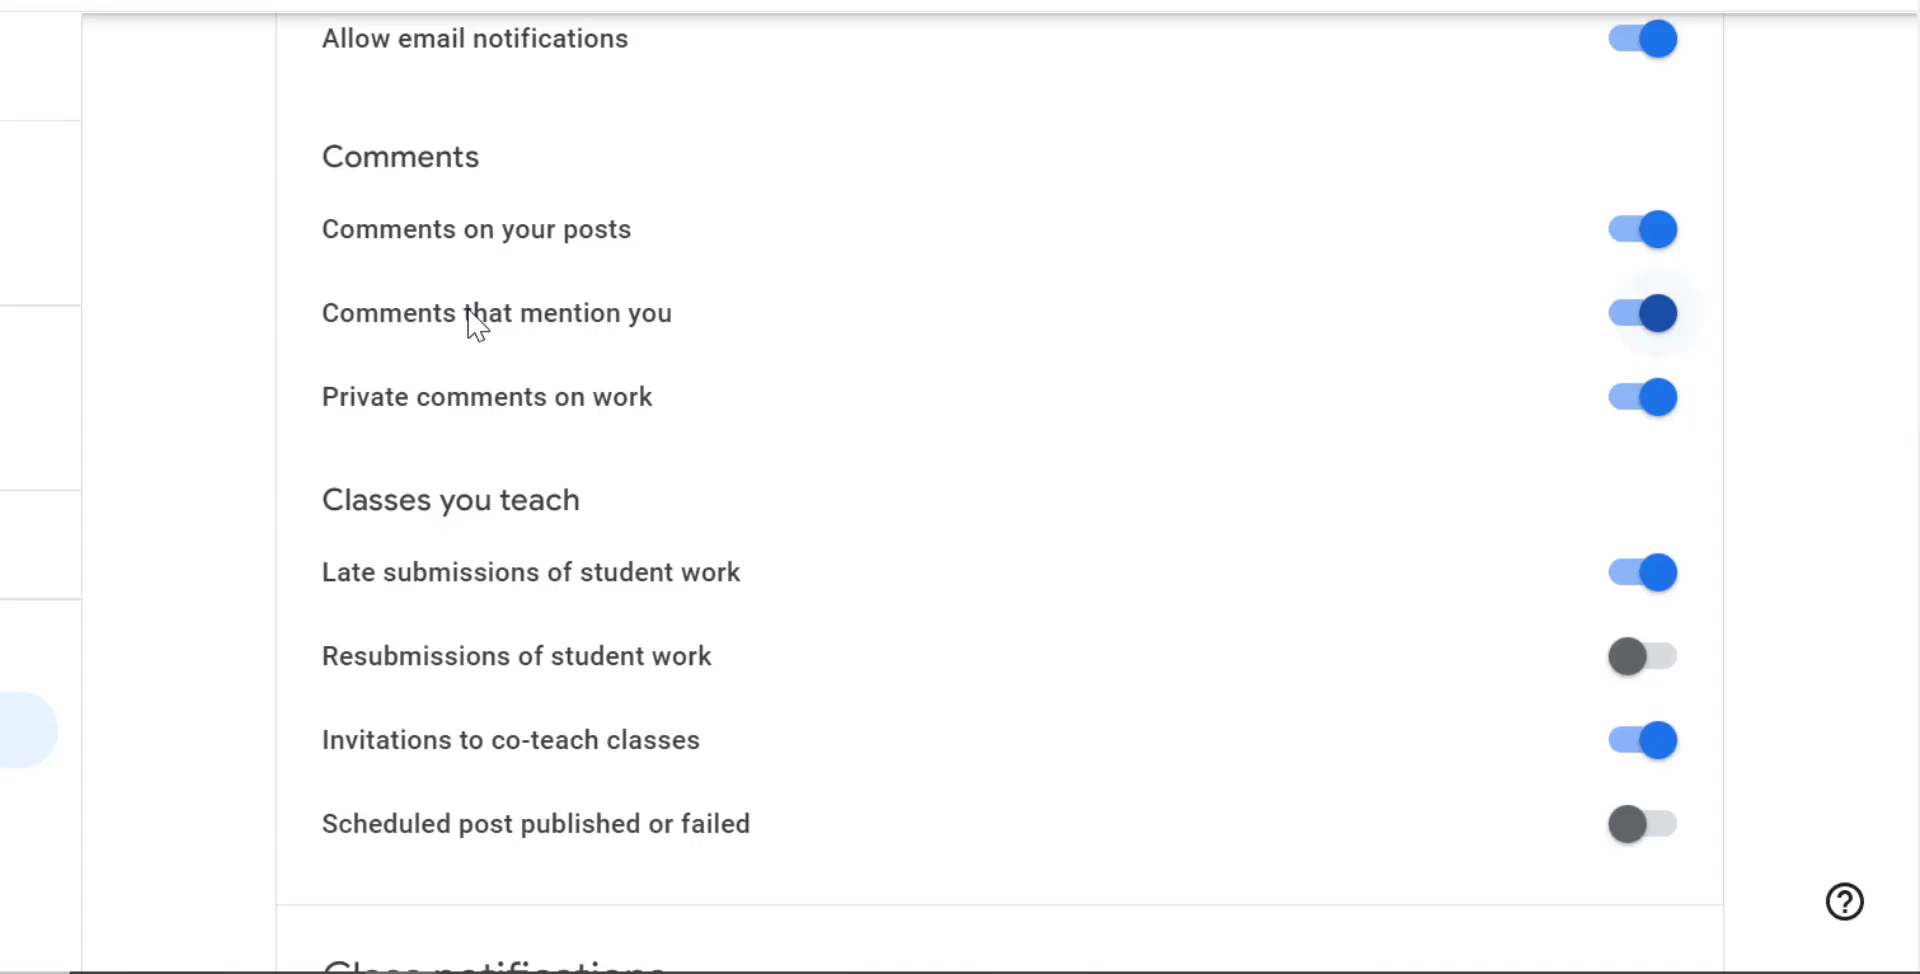 Allow email notifications
Comments
Comments on your posts
Comments that mention you
Private comments on work
Classes you teach
Late submissions of student work
Resubmissions of student work
Invitations to co-teach classes
Scheduled post published or failed
Class notifications